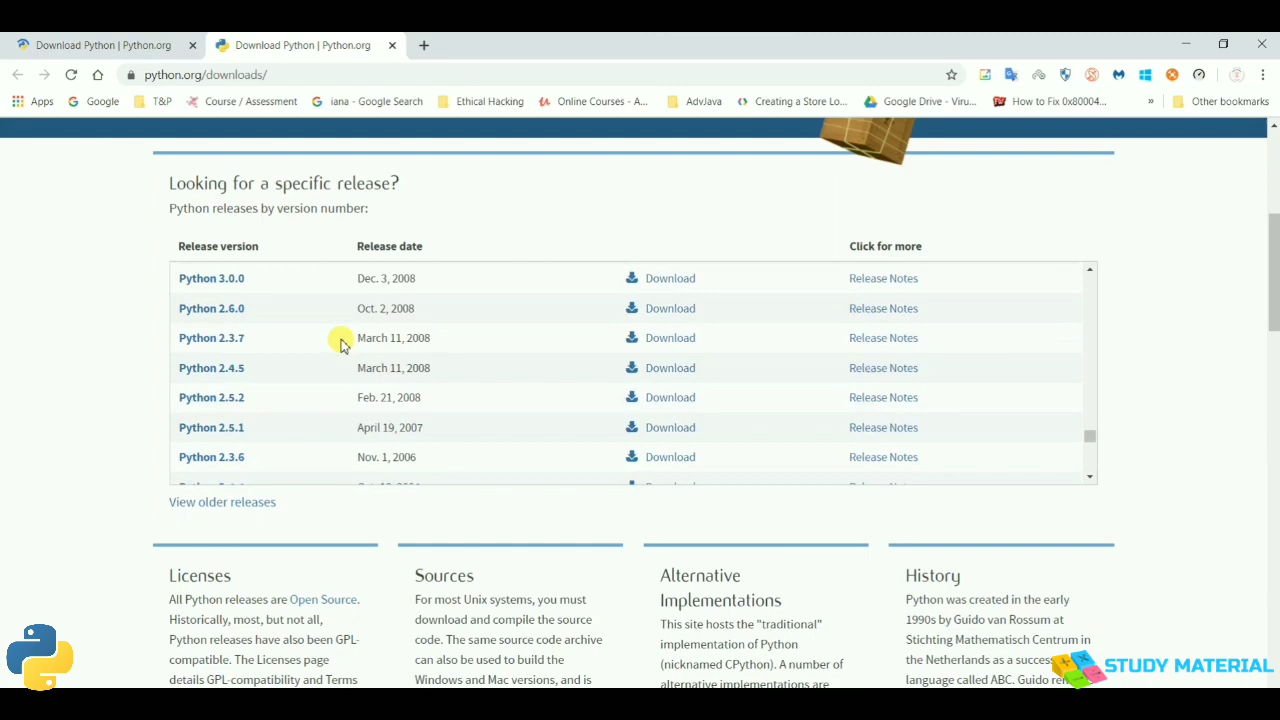 Download Python | Python.org
Download Python | Python.org
python.org/downloads/
Apps
Google
T&P
Course / Assessment
iana - Google Search
Ethical Hacking
Online Courses - A...
AdvJava
Creating a Store Lo...
Google Drive - Viru...
How to Fix 0x80004...
»
Other bookmarks
Looking for a specific release?
Python releases by version number:
Release version Release date Click for more
Python 3.0.0 Dec. 3, 2008 Download Release Notes
Python 2.6.0 Oct. 2, 2008 Download Release Notes
Python 2.3.7 March 11, 2008 Download Release Notes
Python 2.4.5 March 11, 2008 Download Release Notes
Python 2.5.2 Feb. 21, 2008 Download Release Notes
Python 2.5.1 April 19, 2007 Download Release Notes
Python 2.3.6 Nov. 1, 2006 Download Release Notes
View older releases
Licenses
All Python releases are Open Source.
Historically, most, but not all,
Python releases have also been GPL-
compatible. The Licenses page
details GPL-compatibility and Terms
Sources
For most Unix systems, you must
download and compile the source
code. The same source code archive
can also be used to build the
Windows and Mac versions, and is
Alternative
Implementations
This site hosts the "traditional"
implementation of Python
(nicknamed CPython). A number of
alternative implementations are
History
Python was created in the early
1990s by Guido van Rossum at
Stichting Mathematisch Centrum in
the Netherlands as a
language called ABC. Guido
STUDY MATERIAL